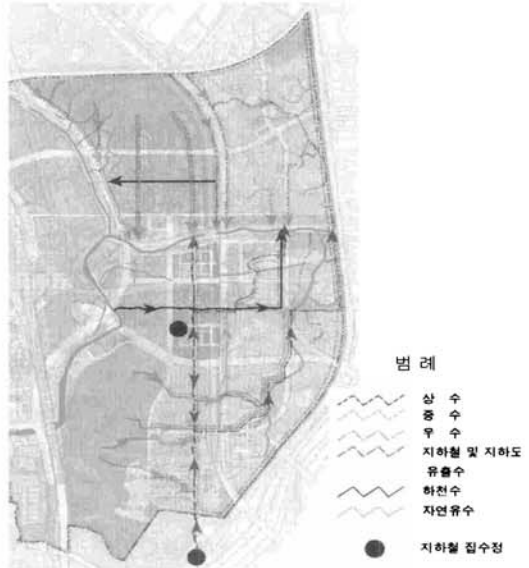 범 례
상 수
중 수
우 수
지하철 및 지하도
유출수
하천수
자연유수
지하철 집수정